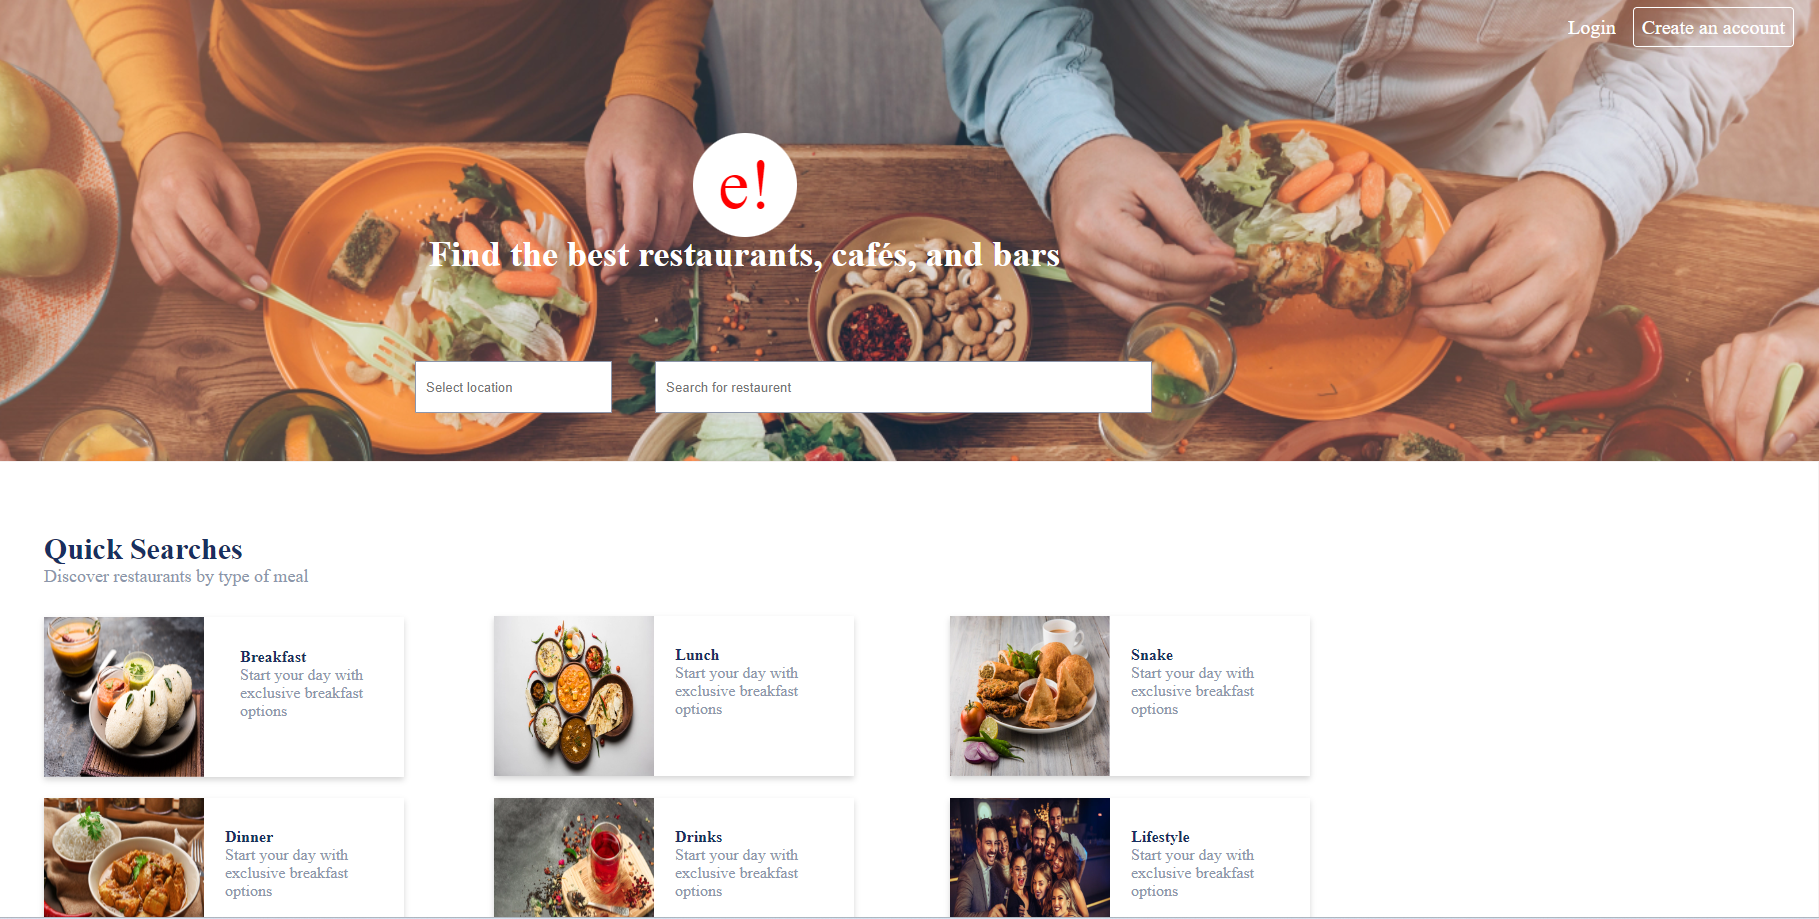 Login
Create an account
e!
Find the best restaurants, cafés, and bars
Select location
Search for restaurent
Quick Searches
Discover restaurants by type of meal
Breakfast
Start your day with
exclusive breakfast
options
Lunch
Start your day with
exclusive breakfast
options
Snake
Start your day with
exclusive breakfast
options
Dinner
Start your day with
exclusive breakfast
options
Drinks
Start your day with
exclusive breakfast
options
Lifestyle
Start your day with
exclusive breakfast
options